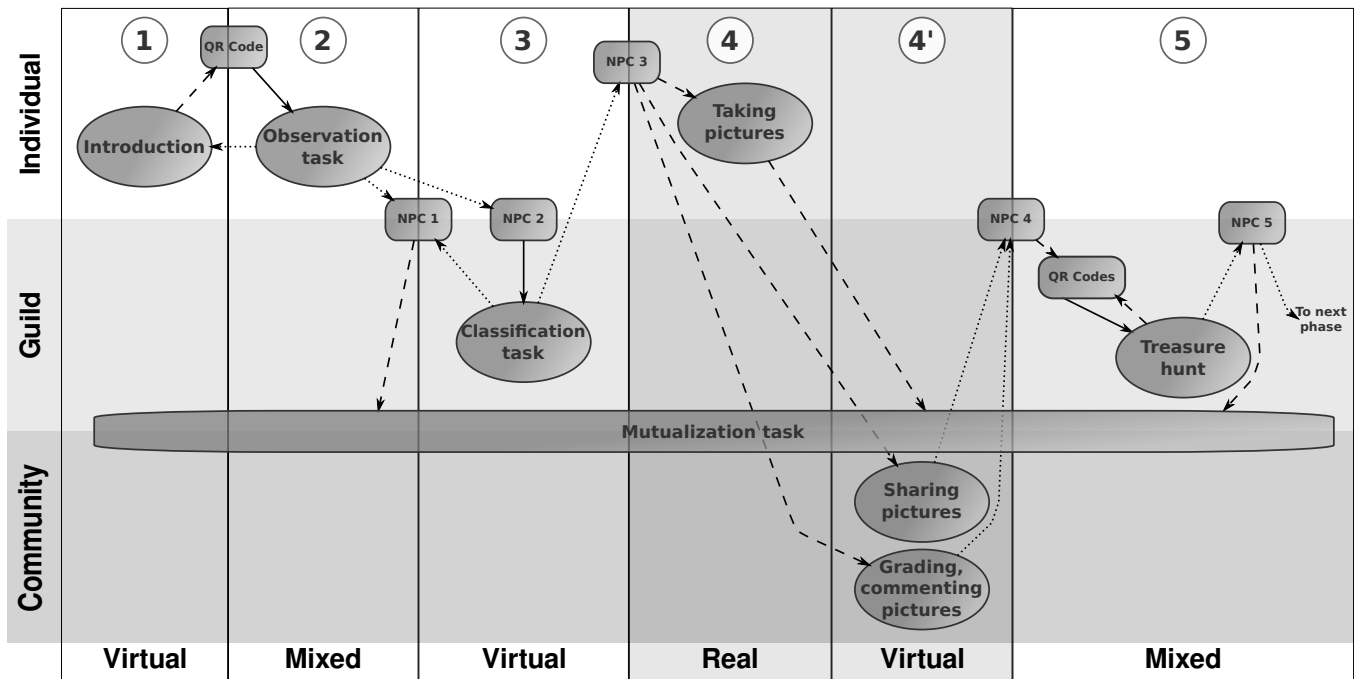 1
2
3
4
4'
5
Individual
Guild
Community
QR Code
Introduction
Observation
task
NPC 1
NPC 2
Classification
task
NPC 3
Taking
pictures
NPC 4
QR Codes
NPC 5
Treasure
hunt
To next
phase
Mutualization task
Sharing
pictures
Grading,
commenting
pictures
Virtual
Mixed
Virtual
Real
Virtual
Mixed